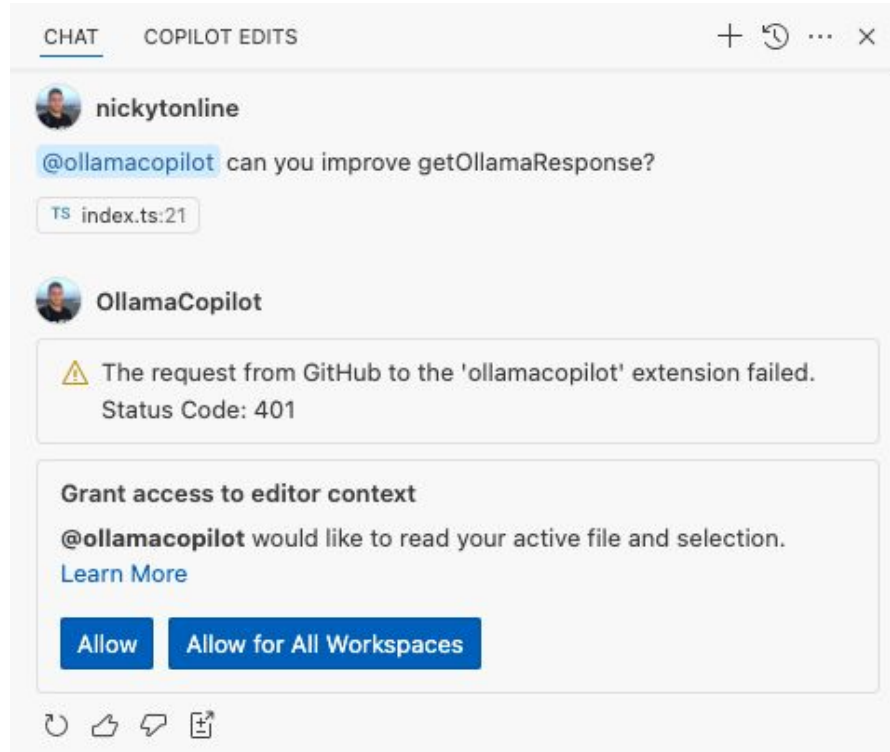 CHAT COPILOT EDITS
nickytonline
@ollamacopilot can you improve getOllamaResponse?
TS index.ts:21
OllamaCopilot
The request from GitHub to the 'ollamacopilot' extension failed.
Status Code: 401
Grant access to editor context
@ollamacopilot would like to read your active file and selection.
Learn More
Allow Allow for All Workspaces